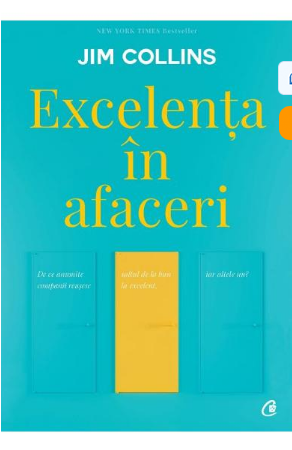 NEW YORK TIMES Bestseller
JIM COLLINS
Excelența
în
afaceri
De ce anumite
companii reușesc
saltul de la bun
la excelent...
iar altele nu?